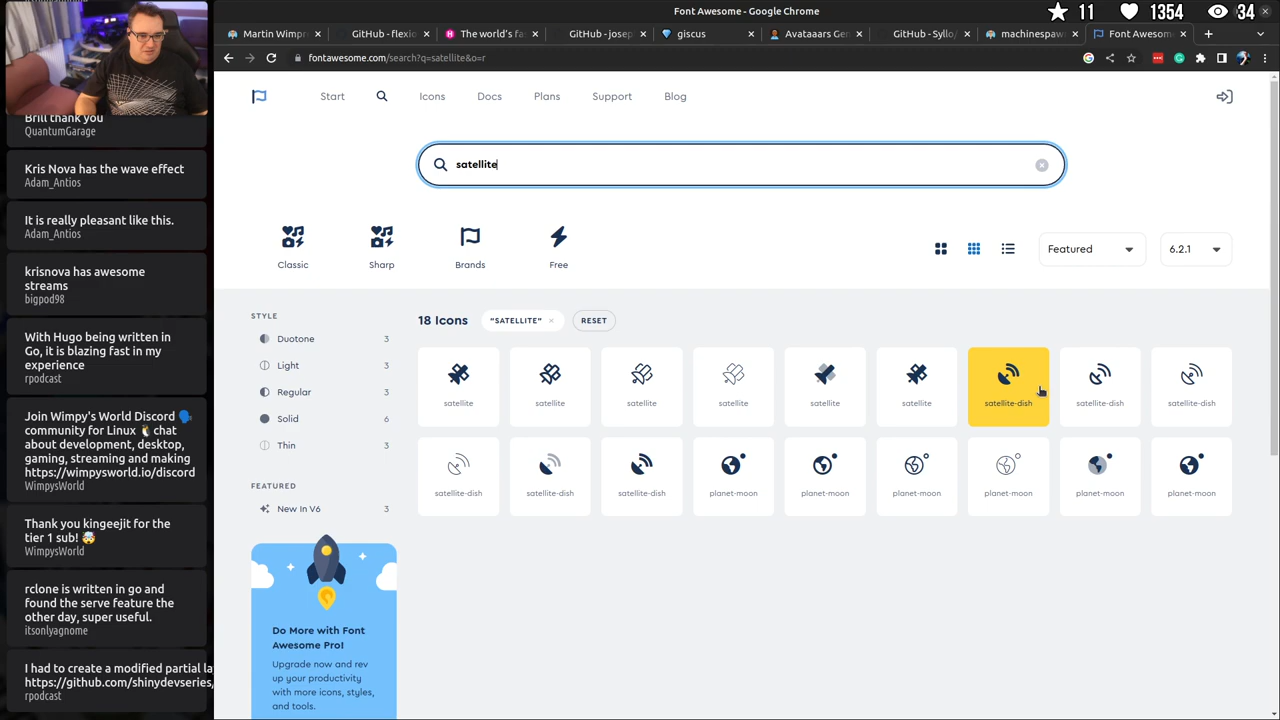 Font Awesome - Google Chrome
11
1354
34
Martin Wimpre
GitHub - flexio
The world's fas
GitHub - josep
giscus
Avataaars Ge
GitHub - Syllo/
machinespaw
Font Awesome
fontawesome.com/search?q=satellite&o=r
Brill thank you
QuantumGarage
Kris Nova has the wave effect
Adam_Antios
It is really pleasant like this.
Adam_Antios
krisnova has awesome
streams
bigpod98
With Hugo being written in
Go, it is blazing fast in my
experience
rpodcast
Join Wimpy's World Discord
community for Linux chat
about development, desktop,
gaming, streaming and making
https://wimpysworld.io/discord
WimpysWorld
Thank you kingeejit for the
tier 1 sub!
WimpysWorld
rclone is written in go and
found the serve feature the
other day, super useful.
itsonlyagnome
I had to create a modified partial la
https://github.com/shinydevseries/
rpodcast
Start
Icons
Docs
Plans
Support
Blog
satellite
Classic
Sharp
Brands
Free
Featured
6.2.1
STYLE
Duotone 3
Light 3
Regular 3
Solid 6
Thin 3
FEATURED
New In V6 3
Do More with Font
Awesome Pro!
Upgrade now and rev
up your productivity
with more icons, styles,
and tools.
18 Icons
"SATELLITE" ×
RESET
satellite
satellite
satellite
satellite
satellite
satellite
satellite-dish
satellite-dish
satellite-dish
satellite-dish
satellite-dish
satellite-dish
planet-moon
planet-moon
planet-moon
planet-moon
planet-moon
planet-moon